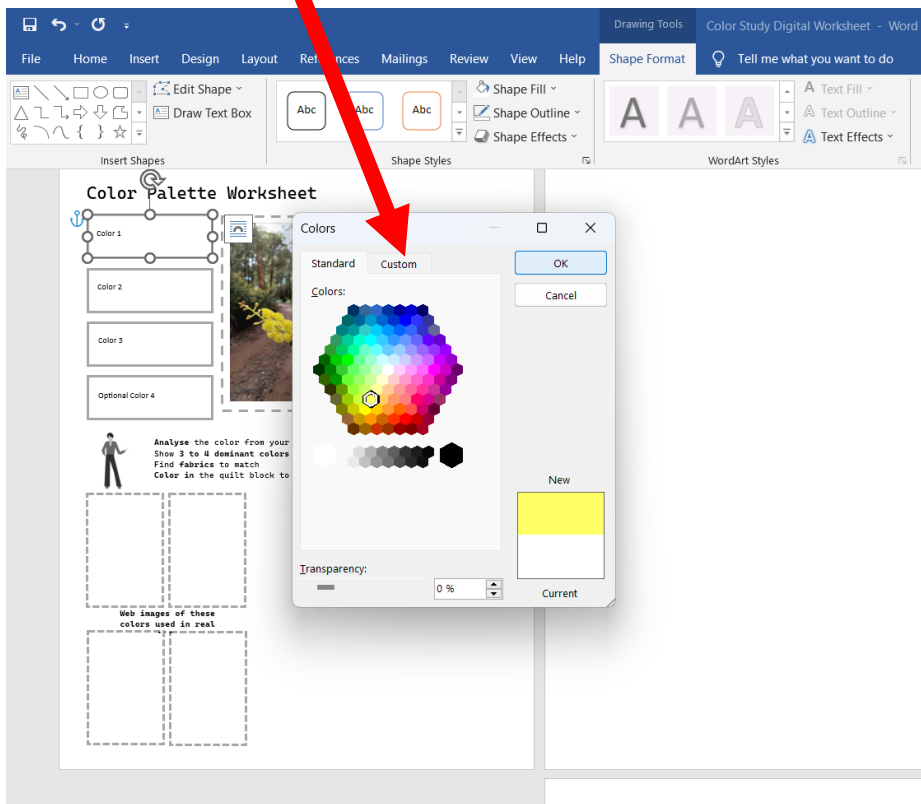 Drawing Tools
Color Study Digital Worksheet - Word
File Home Insert Design Layout References Mailings Review View Help Shape Format Tell me what you want to do
Edit Shape
Draw Text Box
Insert Shapes
Abc Abc Abc
Shape Fill
Shape Outline
Shape Effects
Shape Styles
A A A
A Text Fill
A Text Outline
A Text Effects
WordArt Styles
Color Palette Worksheet
Color 1
Color 2
Color 3
Optional Color 4
Analyse the color from your
Show 3 to 4 dominant colors
Find fabrics to match
Color in the quilt block to
Web images of these
colors used in real
Colors
Standard Custom
Colors:
OK
Cancel
New
Current
Transparency:
0 %